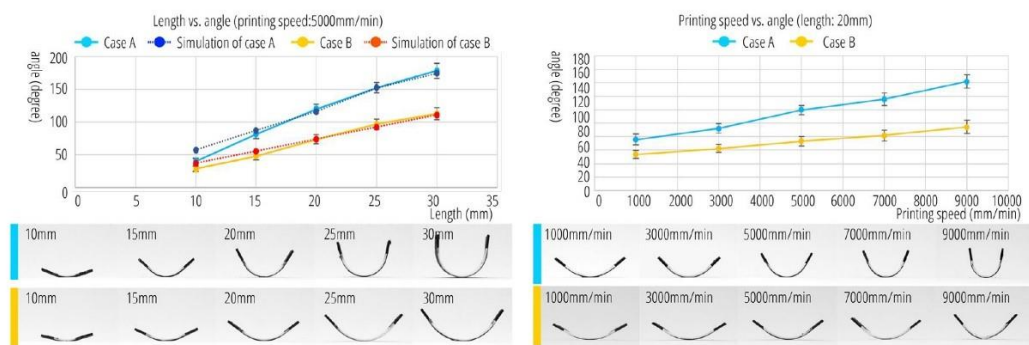 Length vs. angle (printing speed:5000mm/min)
Case A
Simulation of case A
Case B
Simulation of case B
angle (degree)
200
150
100
50
0
0 5 10 15 20 25 30 35
Length (mm)
10mm 15mm 20mm 25mm 30mm
10mm 15mm 20mm 25mm 30mm
Printing speed vs. angle (length: 20mm)
Case A
Case B
angle (degree)
180
160
140
120
100
80
60
40
20
0
0 1000 2000 3000 4000 5000 6000 7000 8000 9000 10000
Printing speed (mm/min)
1000mm/min 3000mm/min 5000mm/min 7000mm/min 9000mm/min
1000mm/min 3000mm/min 5000mm/min 7000mm/min 9000mm/min